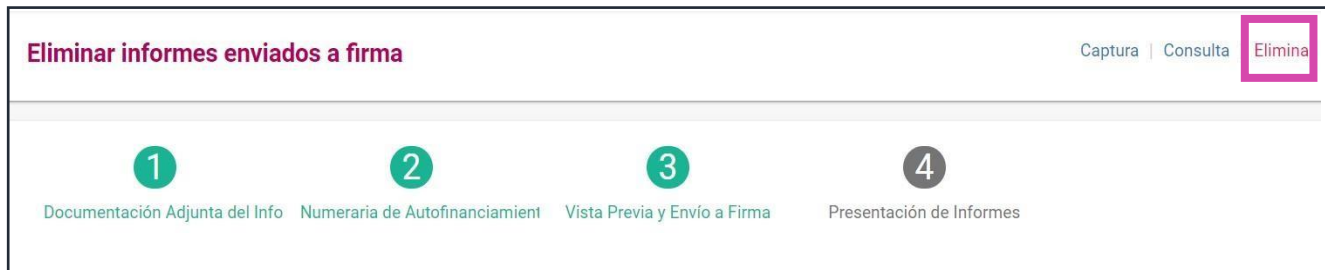 Eliminar informes enviados a firma
Captura | Consulta Elimina
1 2 3 4
Documentación Adjunta del Info Numeraria de Autofinanciamient Vista Previa y Envío a Firma Presentación de Informes